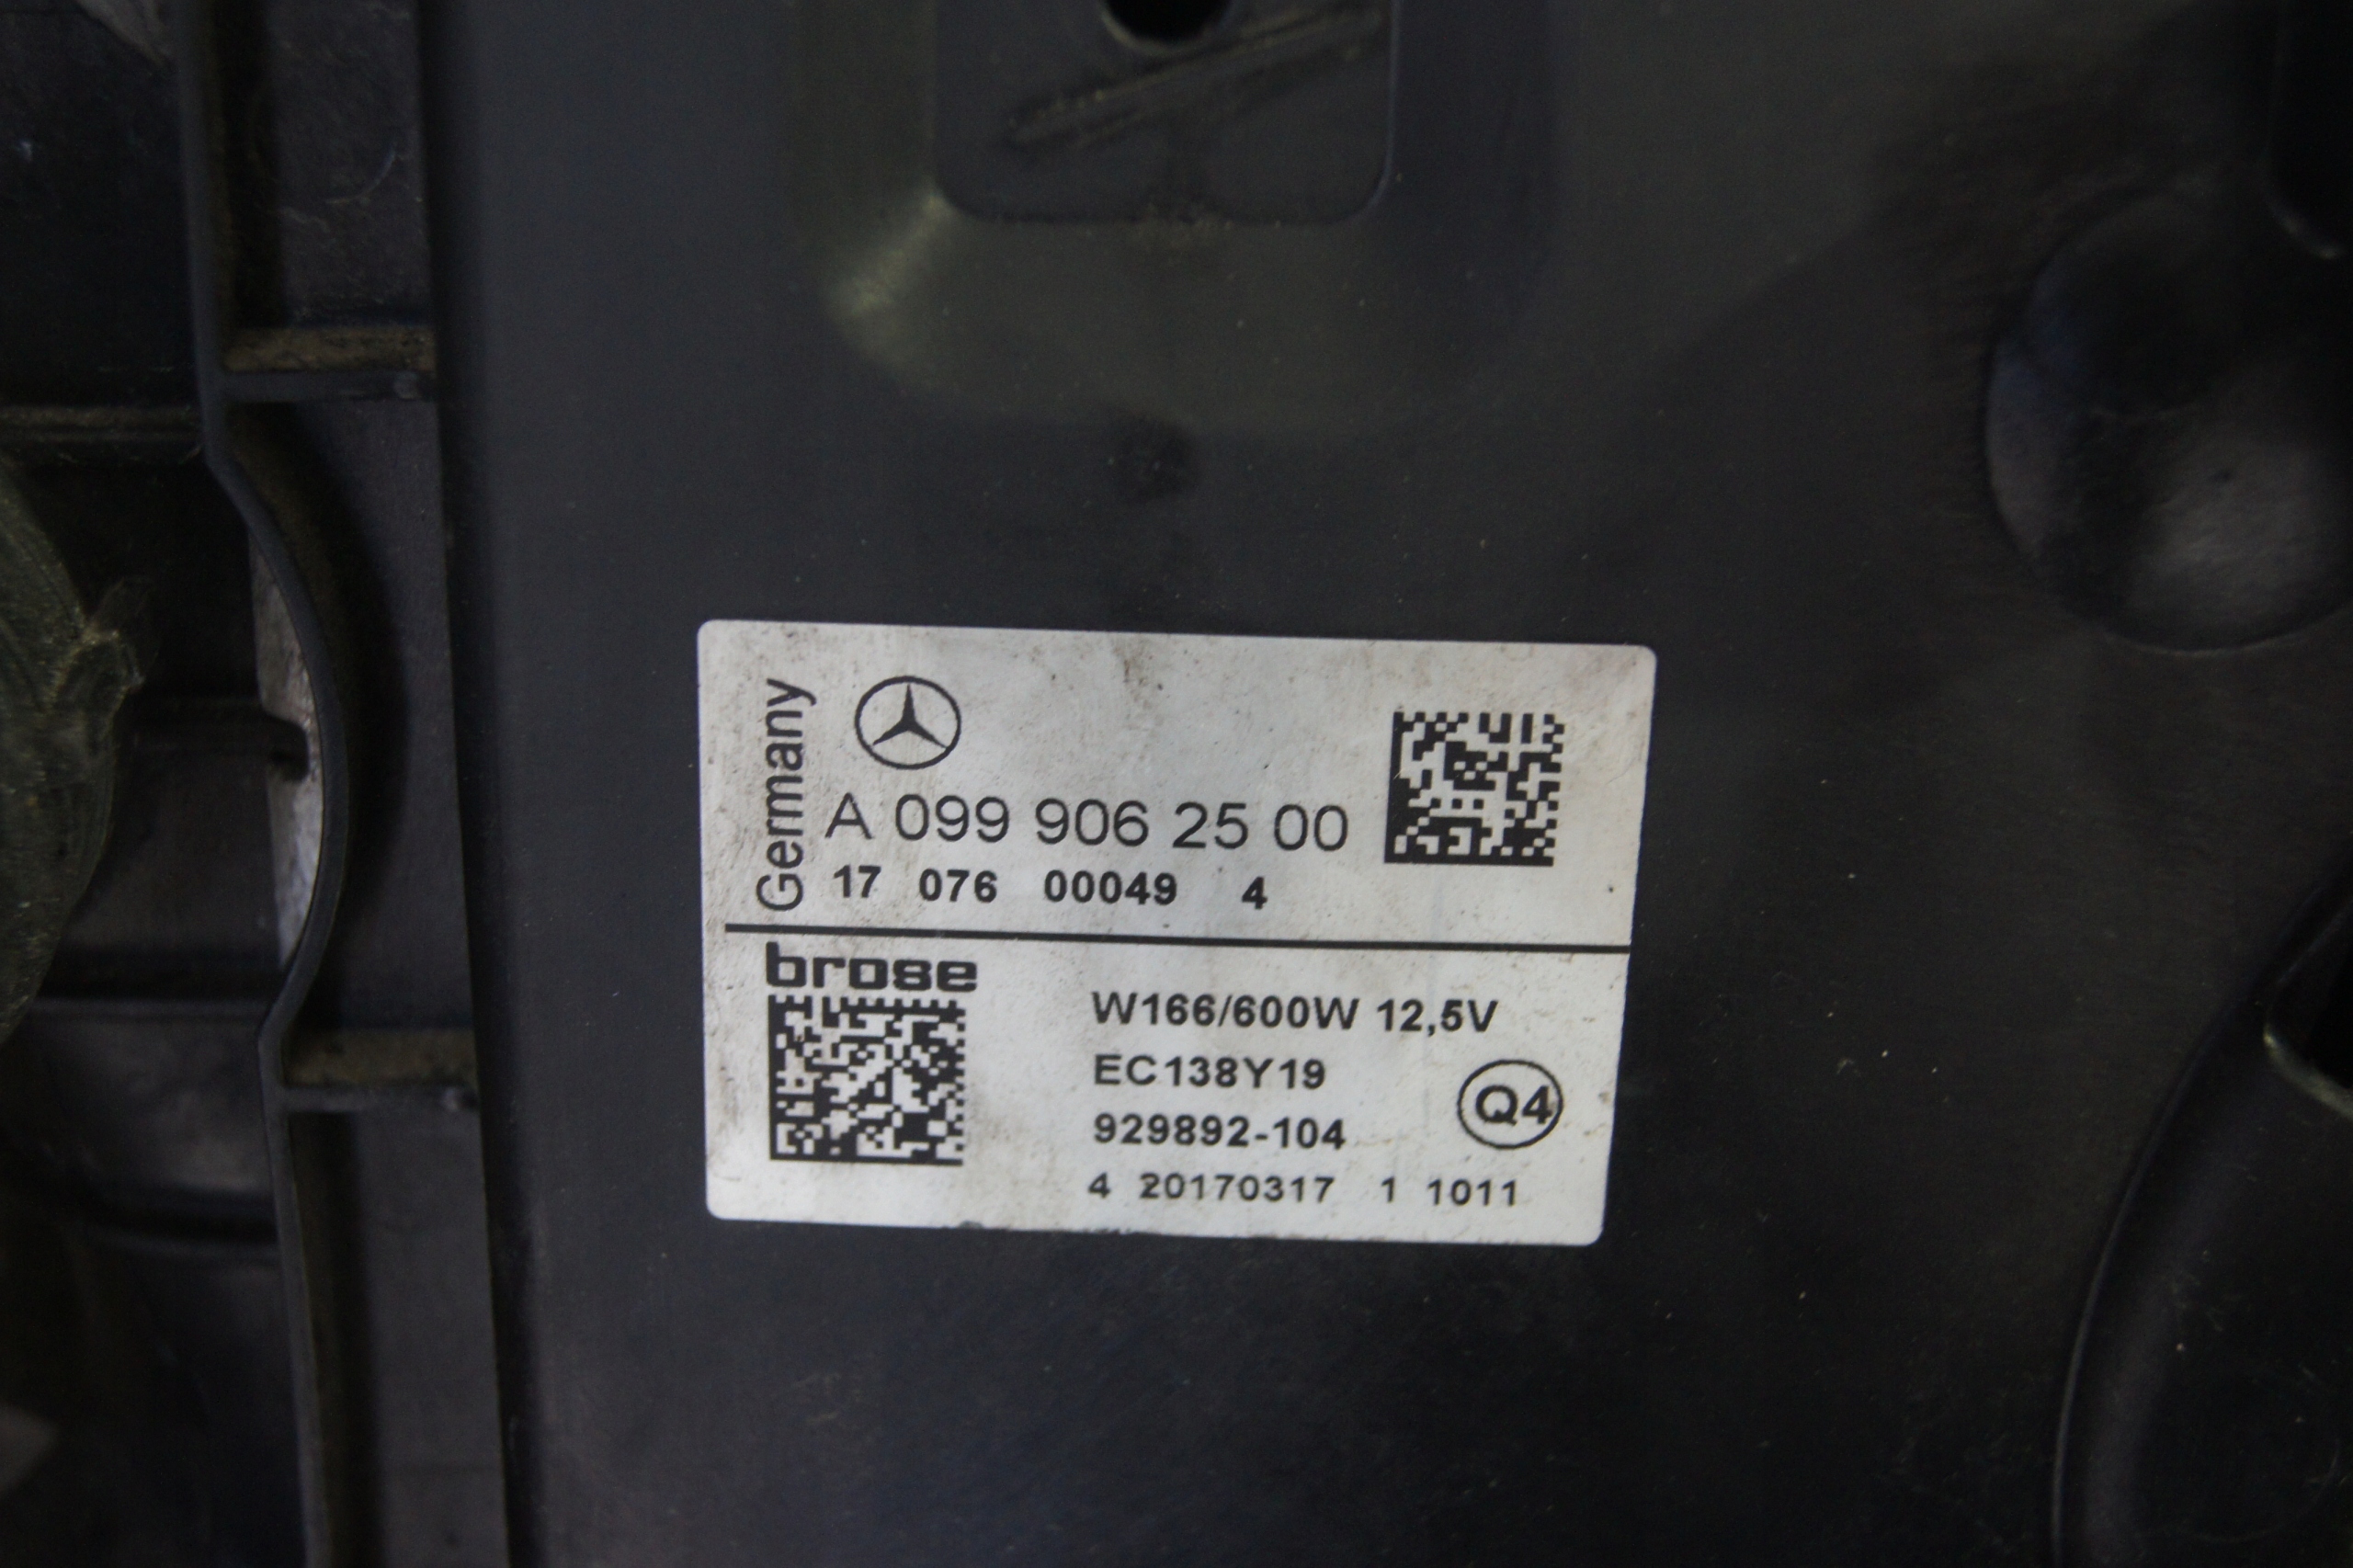 Germany
A 099 906 25 00
17 076 00049 4
brose
W166/600W 12,5V
EC138Y19
929892-104
Q4
4 20170317 1 1011